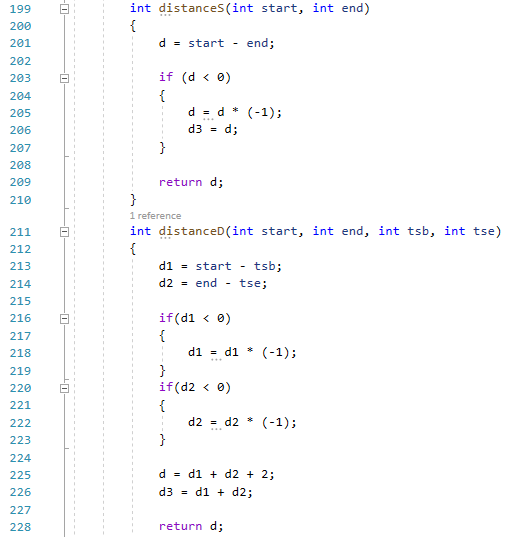 199 int distanceS(int start, int end)
200 {
201 d = start - end;
202
203 if (d < 0)
204 {
205 d = d * (-1);
206 d3 = d;
207 }
208
209 return d;
210 }
1 reference
211 int distanceD(int start, int end, int tsb, int tse)
212 {
213 d1 = start - tsb;
214 d2 = end - tse;
215
216 if(d1 < 0)
217 {
218 d1 = d1 * (-1);
219 }
220 if(d2 < 0)
221 {
222 d2 = d2 * (-1);
223 }
224
225 d = d1 + d2 + 2;
226 d3 = d1 + d2;
227
228 return d;